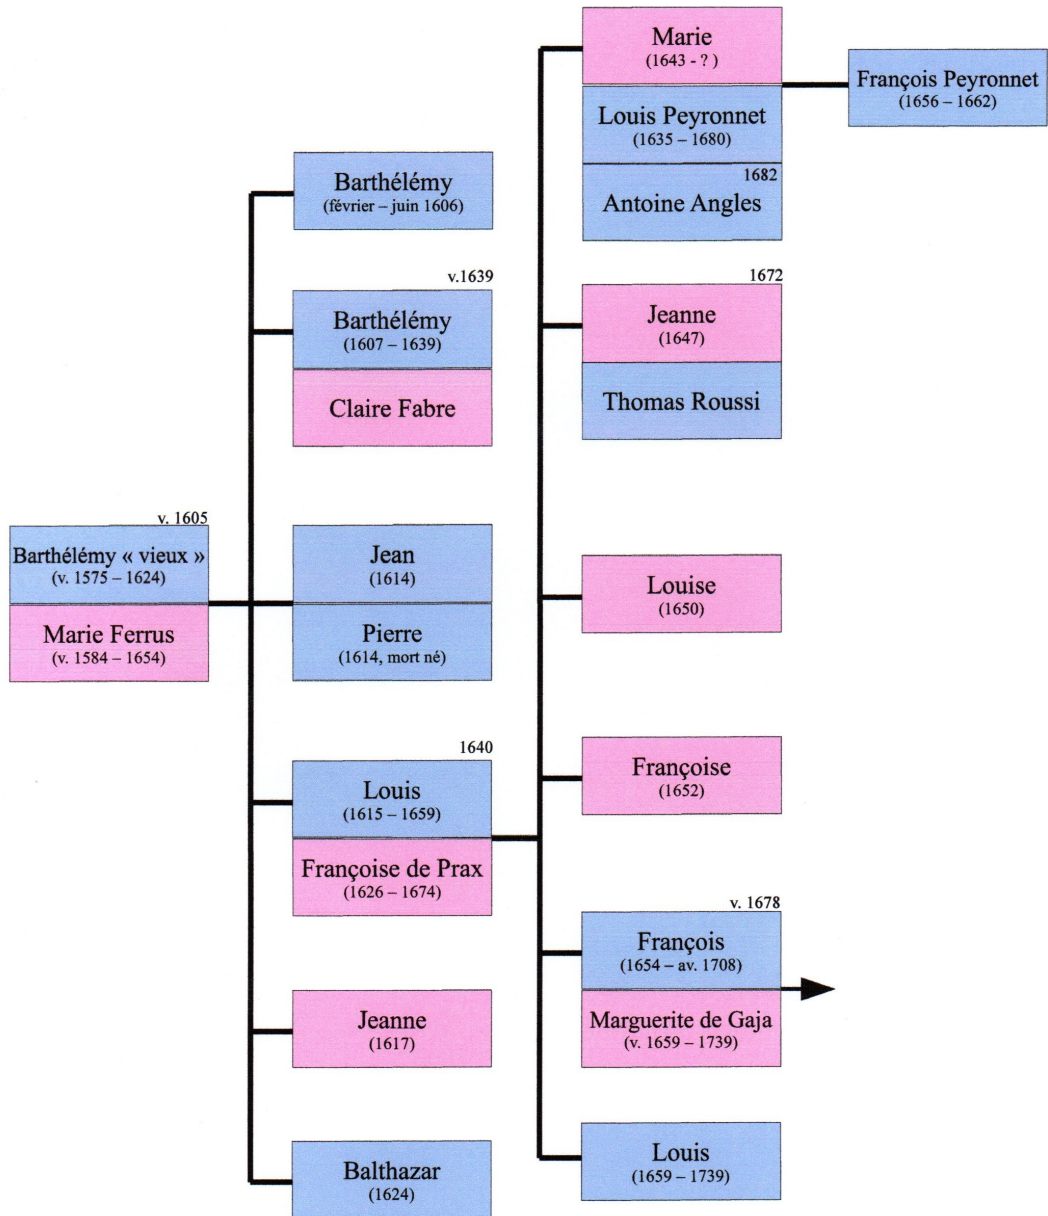 v. 1605
Barthélémy « vieux »
(v. 1575 – 1624)
Marie Ferrus
(v. 1584 – 1654)
Barthélémy
(février – juin 1606)
v.1639
Barthélémy
(1607 – 1639)
Claire Fabre
Jean
(1614)
Pierre
(1614, mort né)
1640
Louis
(1615 – 1659)
Françoise de Prax
(1626 – 1674)
Jeanne
(1617)
Balthazar
(1624)
Marie
(1643 - ? )
Louis Peyronnet
(1635 – 1680)
1682
Antoine Angles
1672
Jeanne
(1647)
Thomas Roussi
Louise
(1650)
Françoise
(1652)
v. 1678
François
(1654 – av. 1708)
Marguerite de Gaja
(v. 1659 – 1739)
Louis
(1659 – 1739)
François Peyronnet
(1656 – 1662)